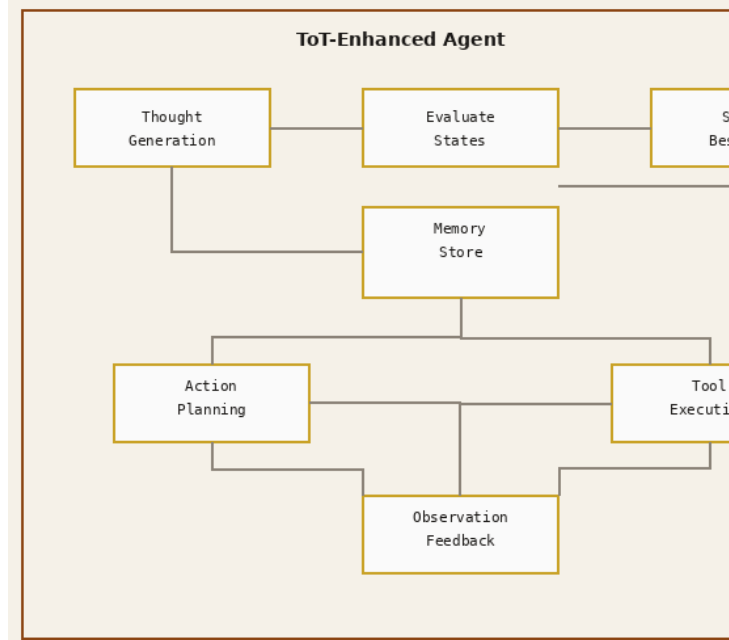 ToT-Enhanced Agent
Thought
Generation
Evaluate
States
Memory
Store
Action
Planning
Tool
Observation
Feedback